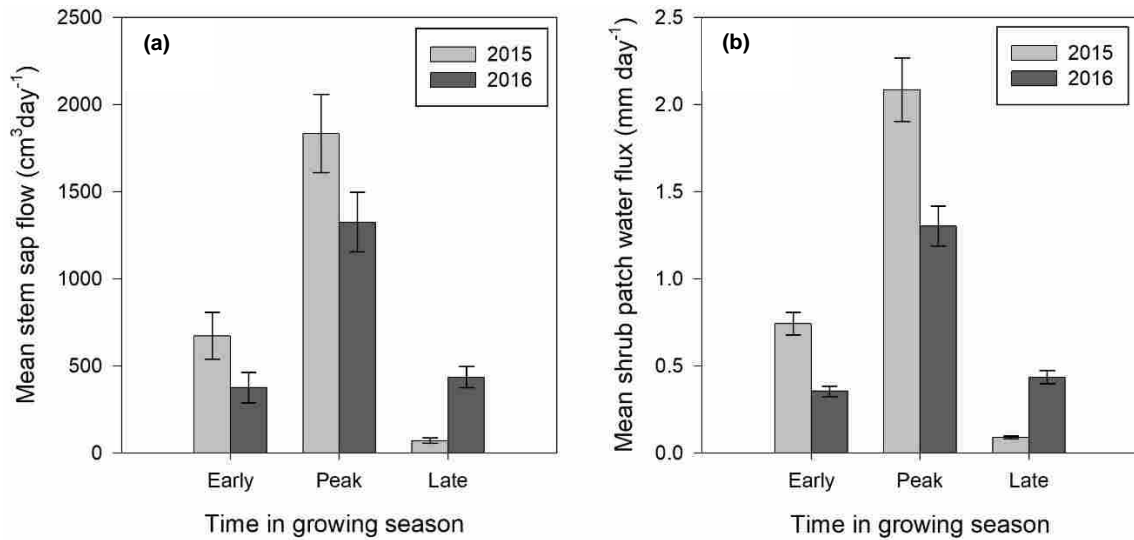 (a)
2015
2016
Mean stem sap flow (cm³day⁻¹)
2500
2000
1500
1000
500
0
Early Peak Late
Time in growing season
(b)
2015
2016
Mean shrub patch water flux (mm day⁻¹)
2.5
2.0
1.5
1.0
0.5
0.0
Early Peak Late
Time in growing season